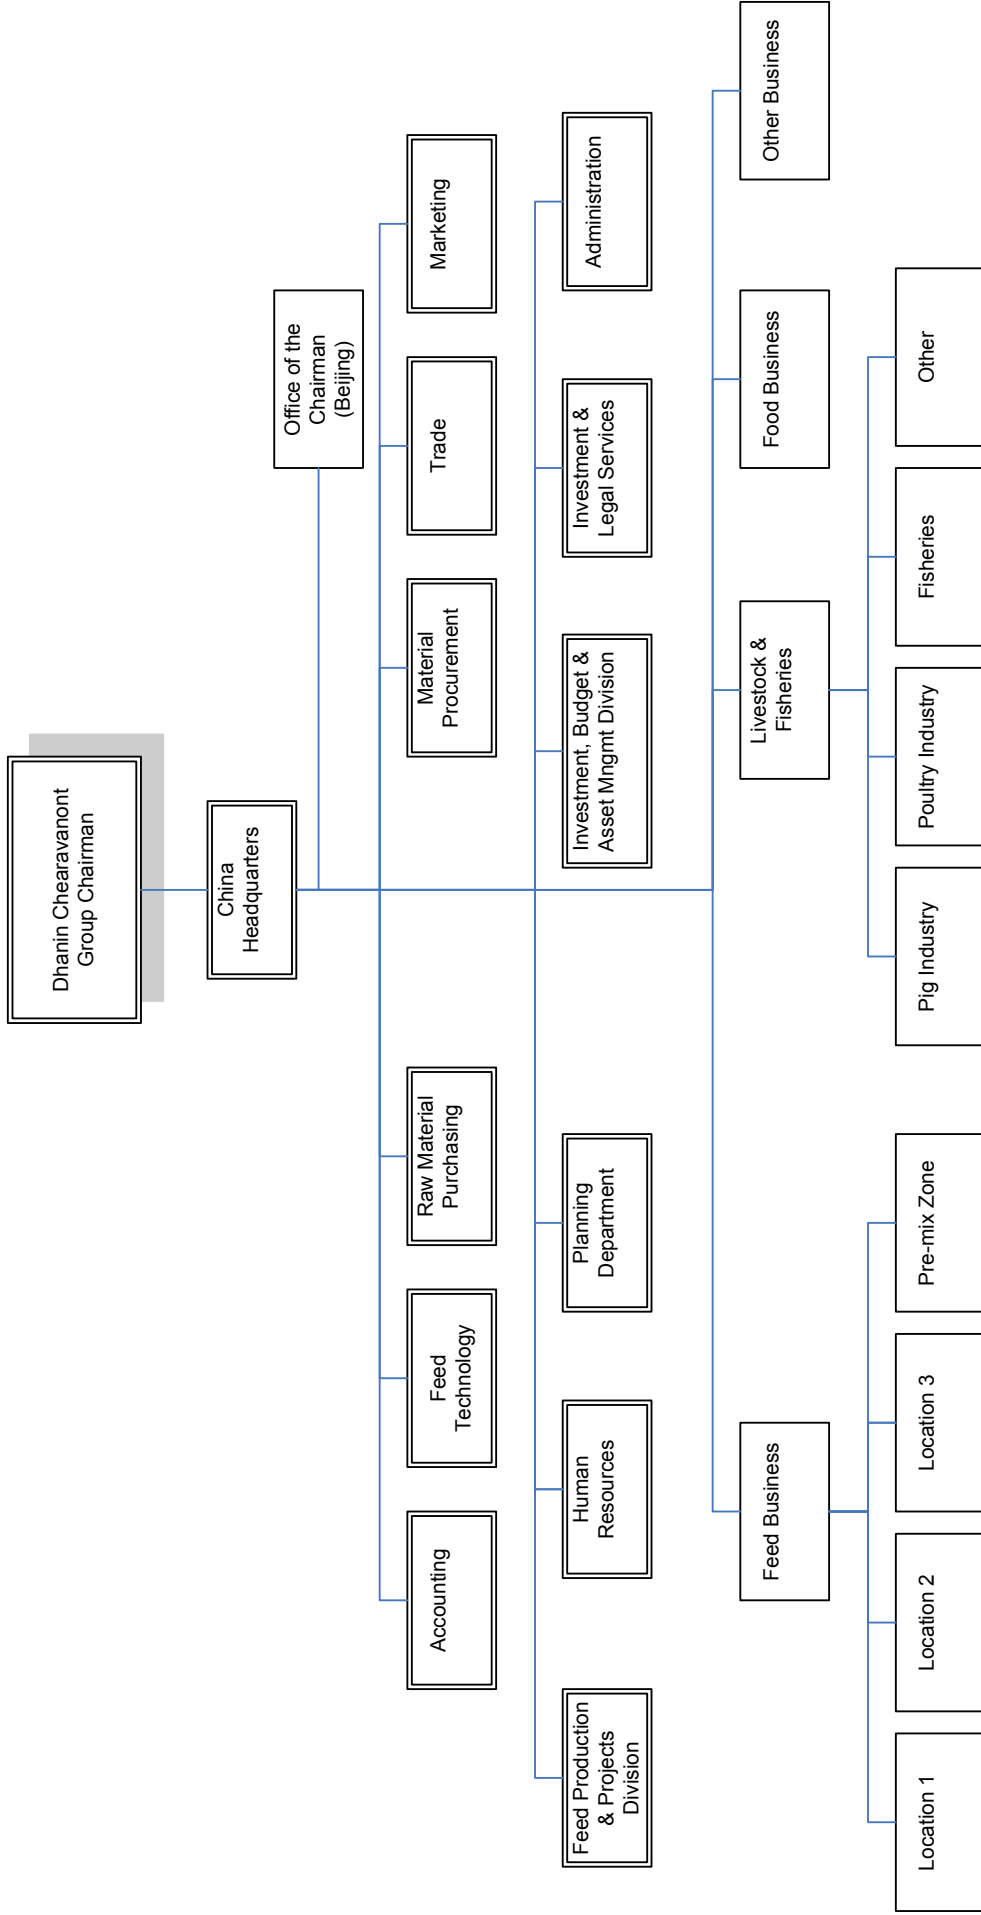 Dhanin Chearavanont
Group Chairman
China
Headquarters
Office of the
Chairman
(Beijing)
Accounting
Feed
Technology
Raw Material
Purchasing
Material
Procurement
Trade
Marketing
Feed Production
& Projects
Division
Human
Resources
Planning
Department
Investment, Budget &
Asset Mngmt Division
Investment &
Legal Services
Administration
Feed Business
Livestock &
Fisheries
Food Business
Other Business
Location 1
Location 2
Location 3
Pre-mix Zone
Pig Industry
Poultry Industry
Fisheries
Other